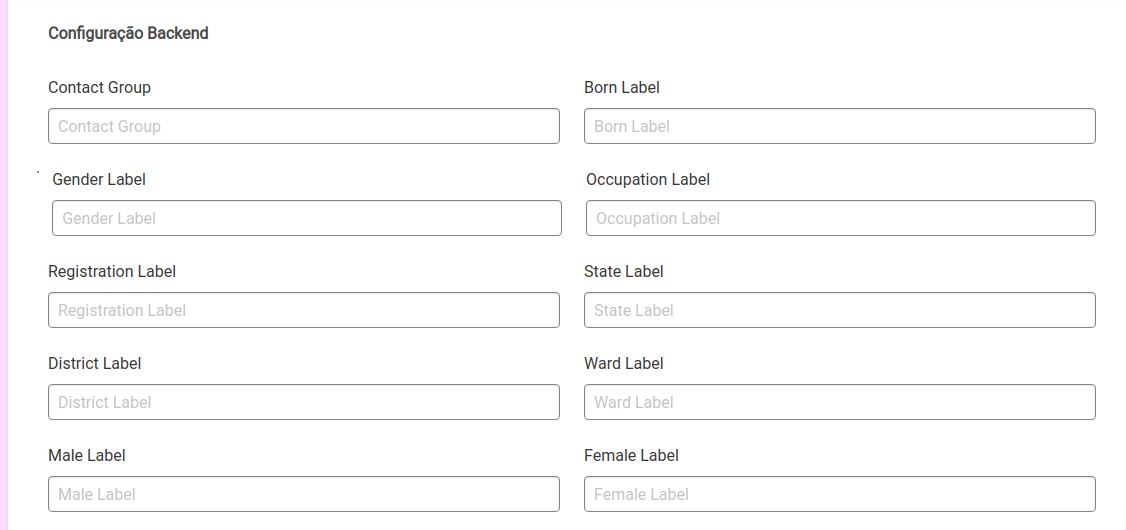 Configuração Backend
Contact Group
Born Label
Contact Group
Born Label
Gender Label
Occupation Label
Gender Label
Occupation Label
Registration Label
State Label
Registration Label
State Label
District Label
Ward Label
District Label
Ward Label
Male Label
Female Label
Male Label
Female Label